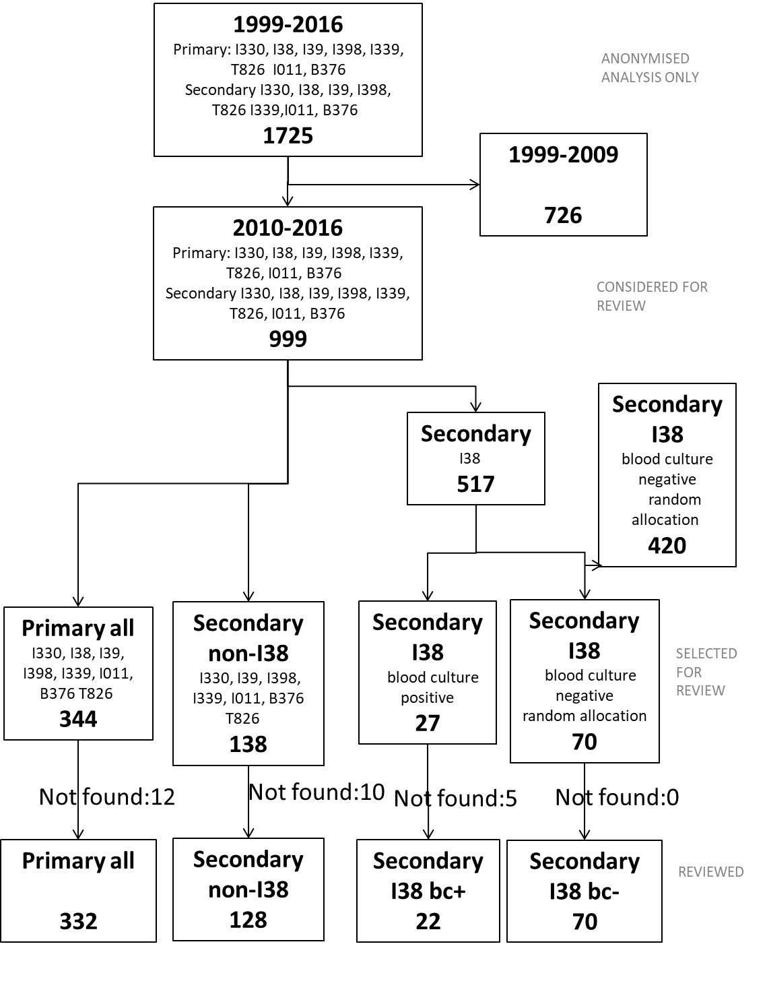 1999-2016
Primary: I330, I38, I39, I398, I339,
T826  I011, B376
Secondary I330, I38, I39, I398,
T826 I339,I011, B376
1725
ANONYMISED
ANALYSIS ONLY
1999-2009
726
2010-2016
Primary: I330, I38, I39, I398, I339,
T826, I011, B376
Secondary I330, I38, I39, I398, I339,
T826, I011, B376
999
CONSIDERED FOR
REVIEW
Secondary
I38
517
Secondary
I38
blood culture
negative
random
allocation
420
Primary all
I330, I38, I39,
I398, I339, I011,
B376 T826
344
Secondary
non-I38
I330, I39, I398,
I339, I011, B376
T826
138
Secondary
I38
blood culture
positive
27
Secondary
I38
blood culture
negative
random allocation
70
SELECTED
FOR
REVIEW
Not found:12
Not found:10
Not found:5
Not found:0
Primary all
332
Secondary
non-I38
128
Secondary
I38 bc+
22
Secondary
I38 bc-
70
REVIEWED